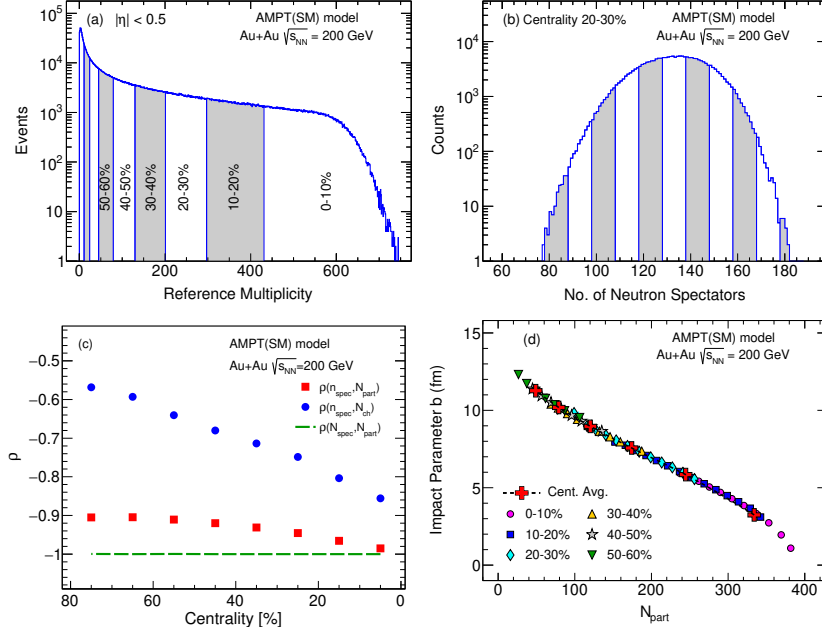 (a) |η| < 0.5
AMPT(SM) model
Au+Au √sNN = 200 GeV
Events
10^5
10^4
10^3
10^2
10
1
50-60%
40-50%
30-40%
20-30%
10-20%
0-10%
0 200 400 600
Reference Multiplicity
(b) Centrality 20-30%
AMPT(SM) model
Au+Au √sNN = 200 GeV
Counts
10^4
10^3
10^2
10
1
60 80 100 120 140 160 180
No. of Neutron Spectators
(c)
AMPT(SM) model
Au+Au √sNN=200 GeV
ρ(nspec,Npart)
ρ(nspec,Nch)
ρ(Nspec,Npart)
ρ
−0.5
−0.6
−0.7
−0.8
−0.9
−1
80 60 40 20 0
Centrality [%]
(d)
AMPT(SM) model
Au+Au √sNN = 200 GeV
Impact Parameter b (fm)
15
10
5
0
Cent. Avg.
0-10% 30-40%
10-20% 40-50%
20-30% 50-60%
0 100 200 300 400
Npart